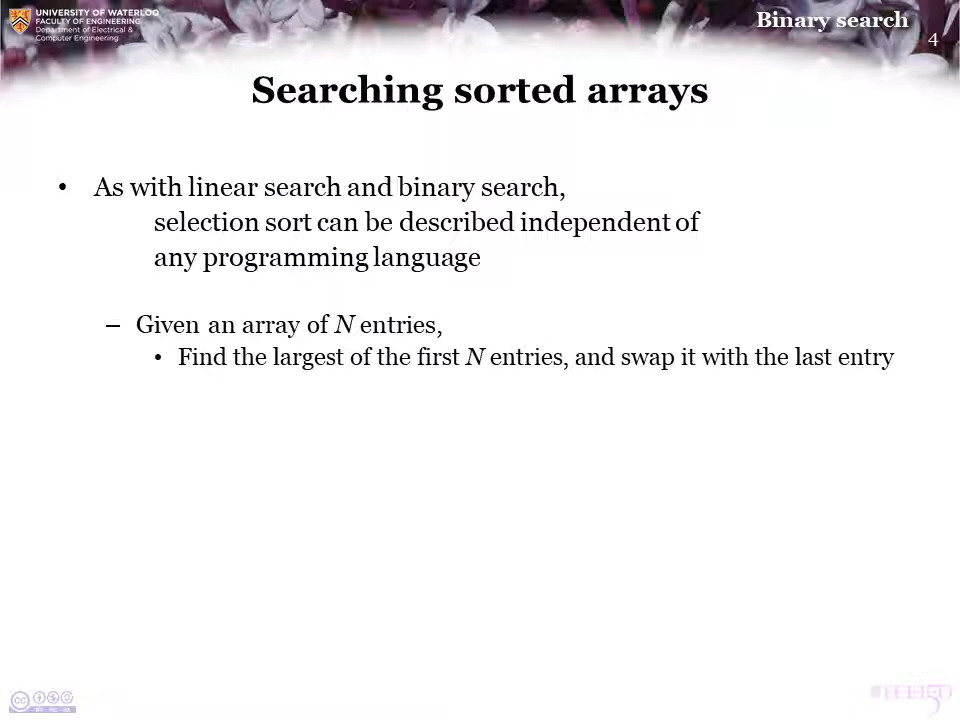 UNIVERSITY OF WATERLOO
FACULTY OF ENGINEERING
Department of Electrical &
Computer Engineering
Binary search
4
Searching sorted arrays
• As with linear search and binary search,
selection sort can be described independent of
any programming language
– Given an array of N entries,
• Find the largest of the first N entries, and swap it with the last entry